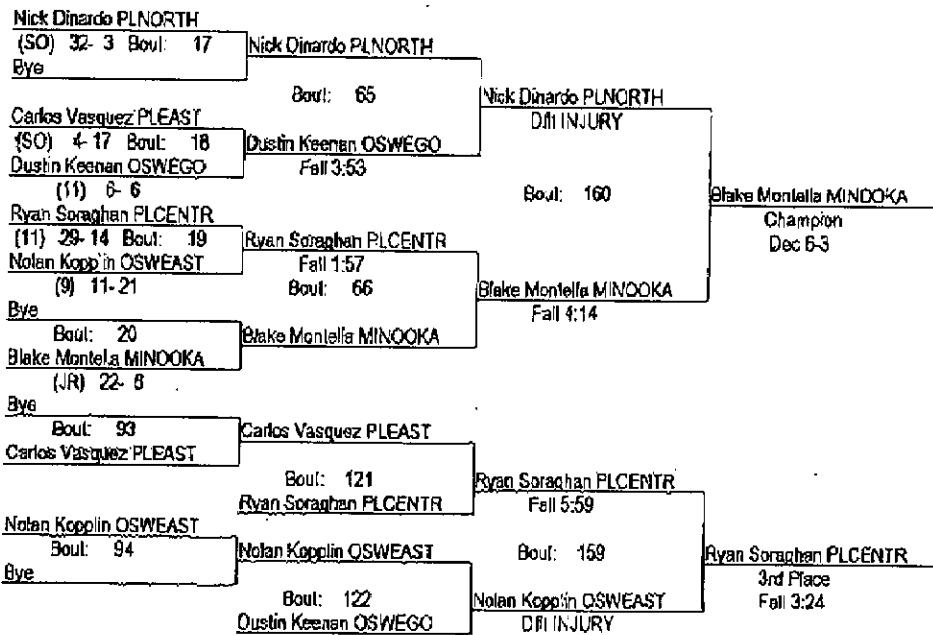 Nick Dinardo PLNORTH
(SO) 32- 3 Bout: 17
Bye
Nick Dinardo PLNORTH
Bout: 65
Carlos Vasquez PLEAST
(SO) 4- 17 Bout: 18
Dustin Keenan OSWEGO
(11) 6- 6
Dustin Keenan OSWEGO
Fall 3:53
Nick Dinardo PLNORTH
Dflt INJURY
Ryan Soraghan PLCENTR
(11) 29- 14 Bout: 19
Nolan Kopplin OSWEAST
(9) 11- 21
Ryan Soraghan PLCENTR
Fall 1:57
Bout: 66
Bye
Bout: 20
Blake Montella MINOOKA
(JR) 22- 6
Blake Montella MINOOKA
Blake Montella MINOOKA
Fall 4:14
Bout: 160
Blake Montella MINOOKA
Champion
Dec 6-3
Bye
Bout: 93
Carlos Vasquez PLEAST
Carlos Vasquez PLEAST
Bout: 121
Ryan Soraghan PLCENTR
Ryan Soraghan PLCENTR
Fall 5:59
Nolan Kopplin OSWEAST
Bout: 94
Bye
Nolan Kopplin OSWEAST
Bout: 122
Dustin Keenan OSWEGO
Nolan Kopplin OSWEAST
Dflt INJURY
Bout: 159
Ryan Soraghan PLCENTR
3rd Place
Fall 3:24